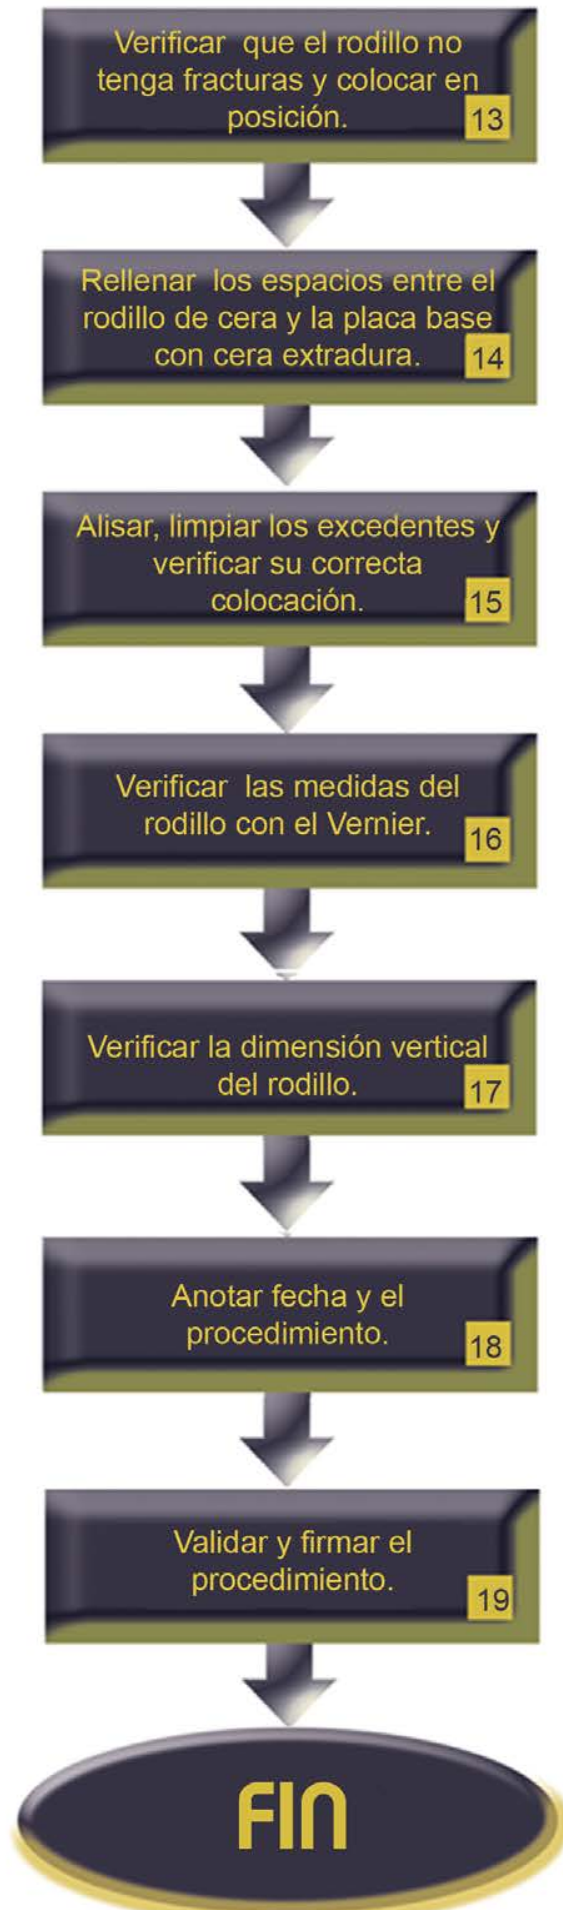 Verificar que el rodillo no
tenga fracturas y colocar en
posición.
13
Rellenar los espacios entre el
rodillo de cera y la placa base
con cera extradura.
14
Alisar, limpiar los excedentes y
verificar su correcta
colocación.
15
Verificar las medidas del
rodillo con el Vernier.
16
Verificar la dimensión vertical
del rodillo.
17
Anotar fecha y el
procedimiento.
18
Validar y firmar el
procedimiento.
19
FIN